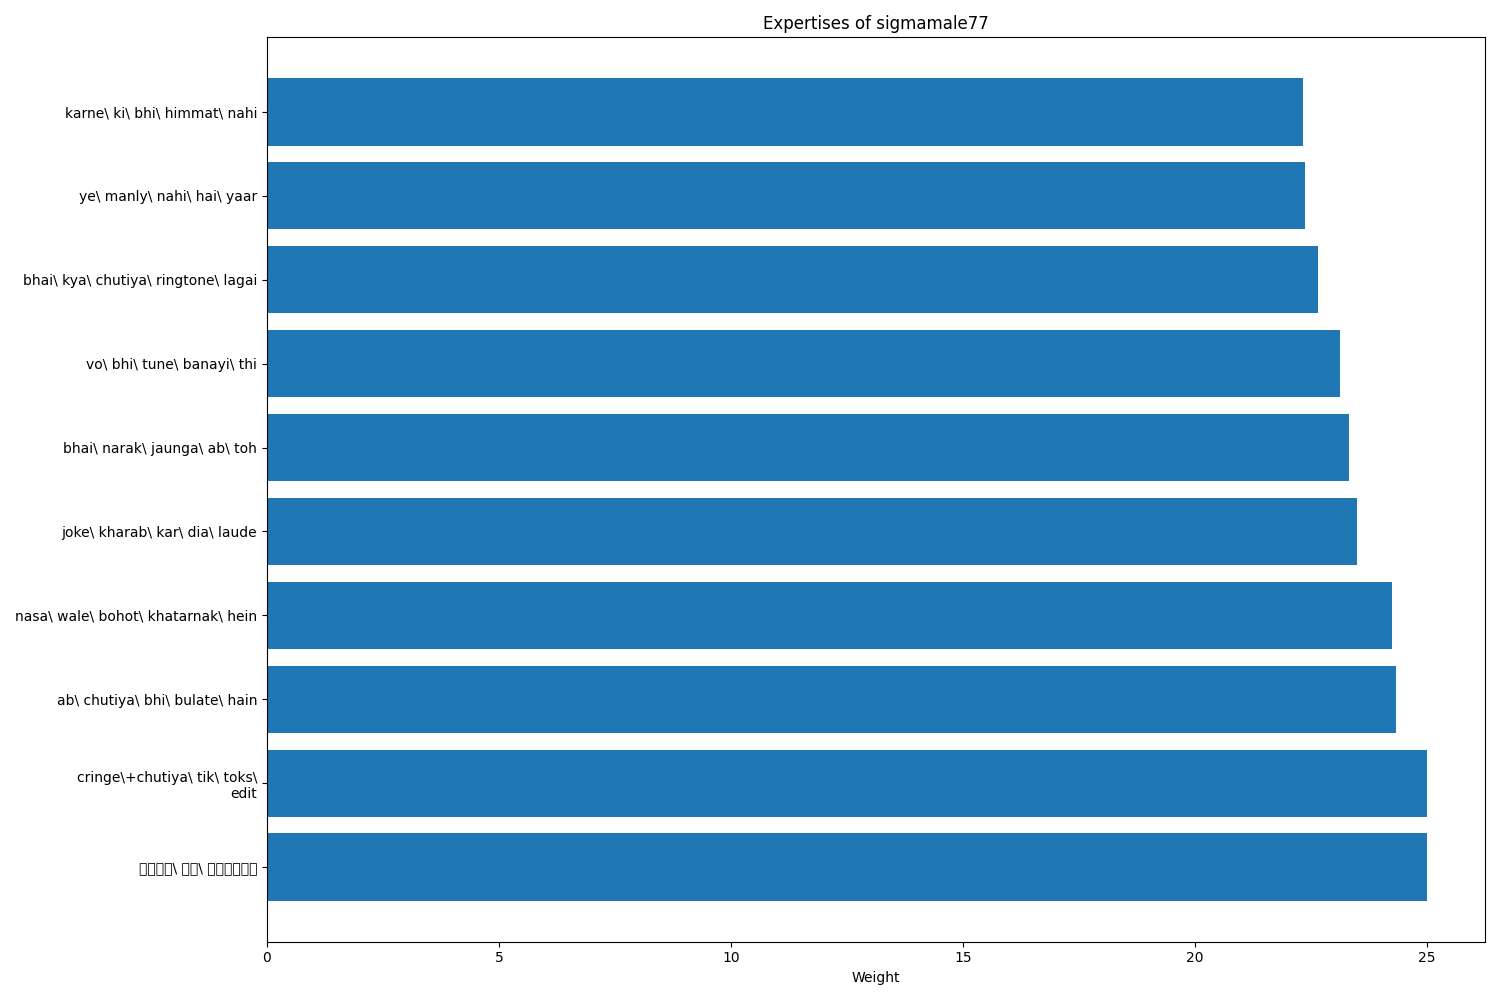 Expertises of sigmamale77
karne\ ki\ bhi\ himmat\ nahi
ye\ manly\ nahi\ hai\ yaar
bhai\ kya\ chutiya\ ringtone\ lagai
vo\ bhi\ tune\ banayi\ thi
bhai\ narak\ jaunga\ ab\ toh
joke\ kharab\ kar\ dia\ laude
nasa\ wale\ bohot\ khatarnak\ hein
ab\ chutiya\ bhi\ bulate\ hain
cringe\+chutiya\ tik\ toks\
edit
0 5 10 15 20 25
Weight